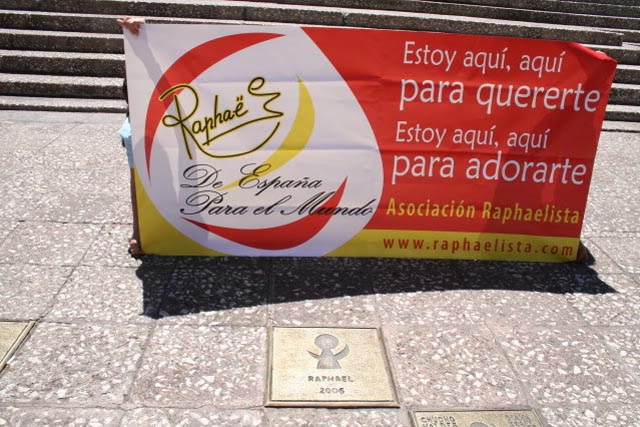 Raphaël
De España
Para el Mundo
Estoy aquí, aquí
para quererte
Estoy aquí, aquí
para adorarte
Asociación Raphaelista
www.raphaelista.com
RAPHAEL
2006
CHUCHO